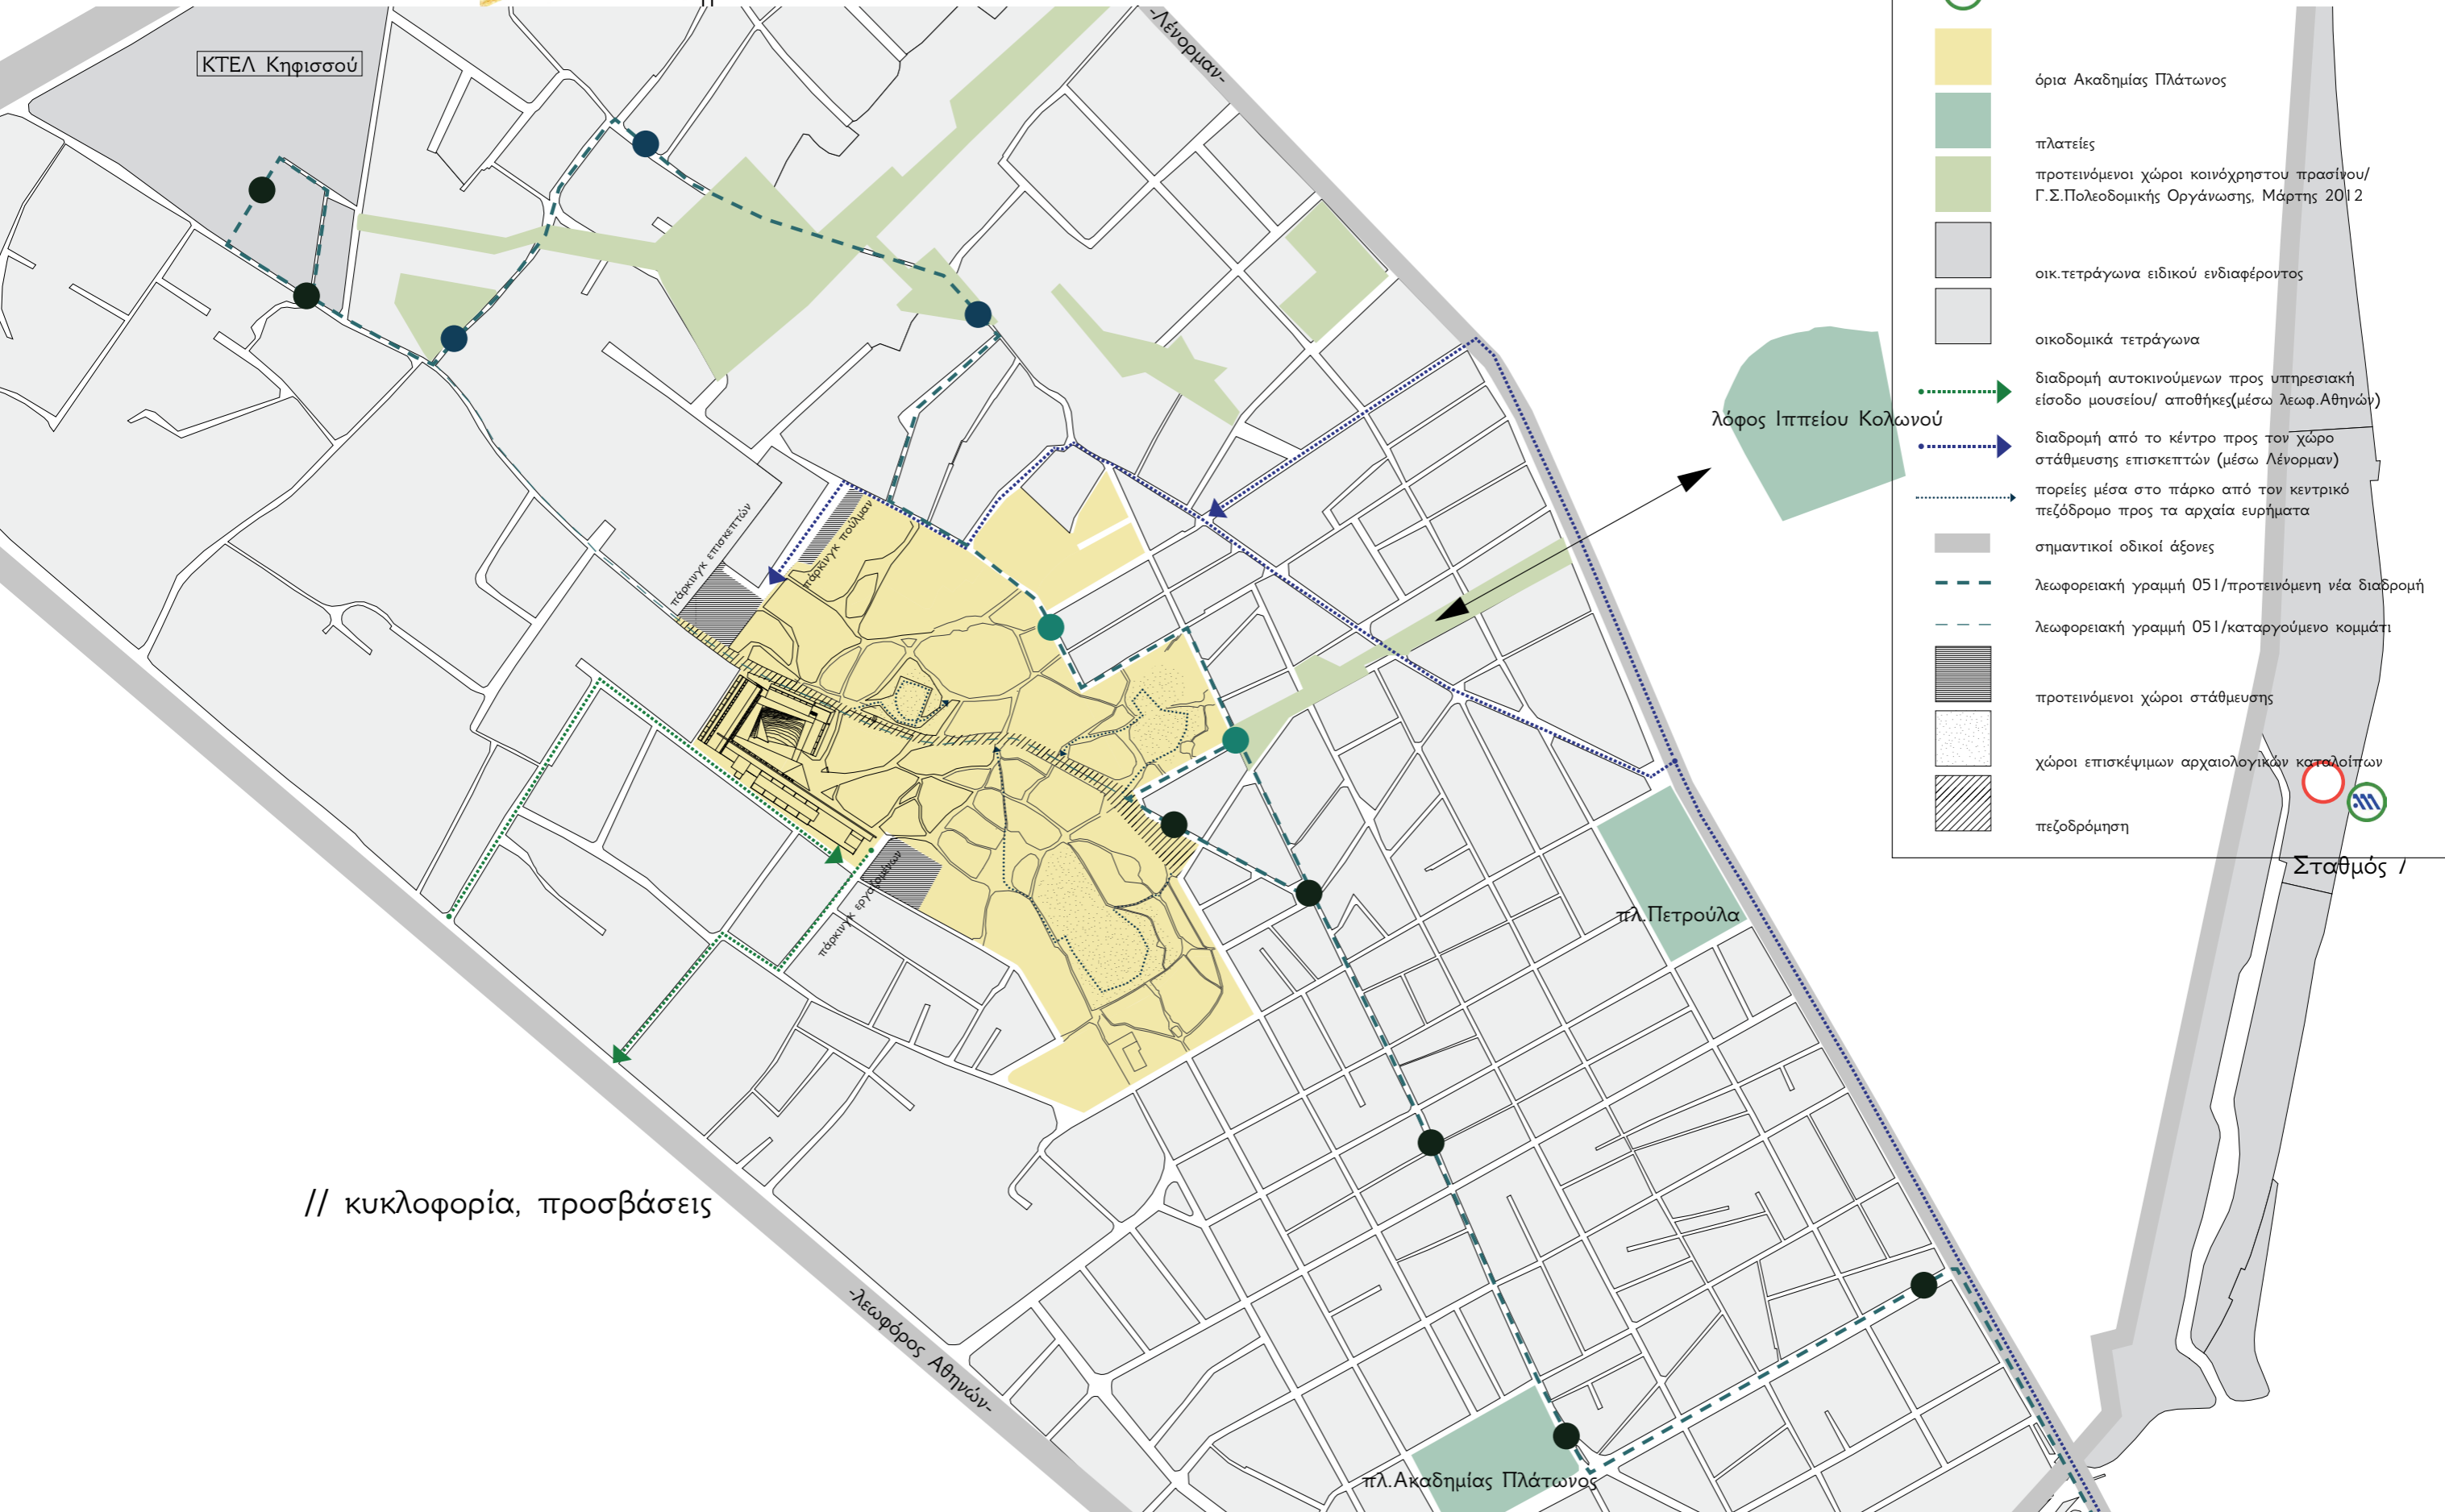 -Λένορμαν-
ΚΤΕΛ Κηφισσού
όρια Ακαδημίας Πλάτωνος
πλατείες
προτεινόμενοι χώροι κοινόχρηστου πρασίνου/
Γ.Σ.Πολεοδομικής Οργάνωσης, Μάρτης 2012
οικ.τετράγωνα ειδικού ενδιαφέροντος
οικοδομικά τετράγωνα
διαδρομή αυτοκινούμενων προς υπηρεσιακή
είσοδο μουσείου/ αποθήκες(μέσω λεωφ.Αθηνών)
διαδρομή από το κέντρο προς τον χώρο
στάθμευσης επισκεπτών (μέσω Λένορμαν)
πορείες μέσα στο πάρκο από τον κεντρικό
πεζόδρομο προς τα αρχαία ευρήματα
σημαντικοί οδικοί άξονες
λεωφορειακή γραμμή 051/προτεινόμενη νέα διαδρομή
λεωφορειακή γραμμή 051/καταργούμενο κομμάτι
προτεινόμενοι χώροι στάθμευσης
χώροι επισκέψιμων αρχαιολογικών καταλοίπων
πεζοδρόμηση
λόφος Ιππείου Κολωνού
πάρκινγκ επισκεπτών
πάρκινγκ πούλμαν
πάρκινγκ εργαζομένων
Σταθμός
πλ.Πετρούλα
// κυκλοφορία, προσβάσεις
-λεωφόρος Αθηνών-
πλ.Ακαδημίας Πλάτωνος